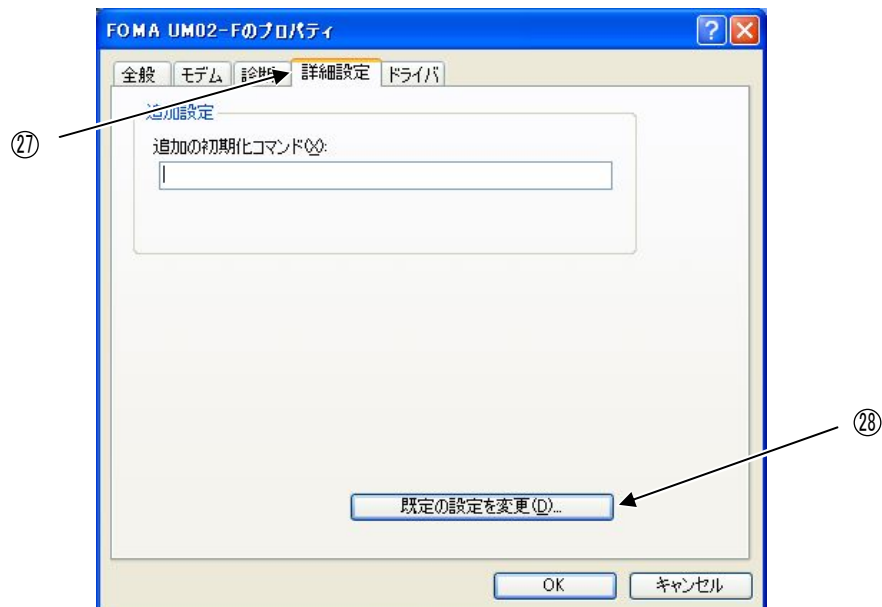 FOMA UM02-Fのプロパティ
全般 モデム 診断 詳細設定 ドライバ
追加設定
㉗
追加の初期化コマンド(X):
㉘
既定の設定を変更(D)...
OK キャンセル